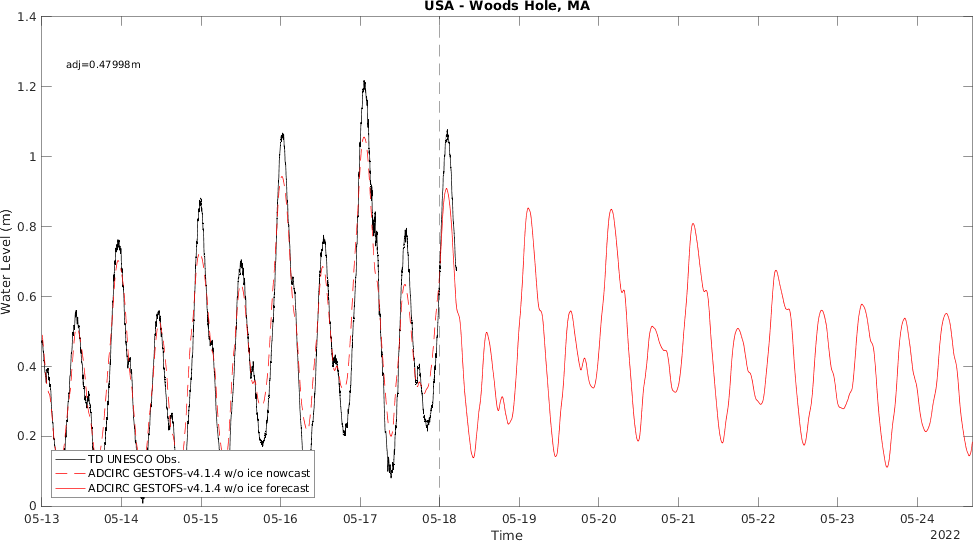 USA - Woods Hole, MA
1.4
adj=0.47998m
1.2
1
0.8
0.6
0.4
0.2
0
Water Level (m)
TD UNESCO Obs.
ADCIRC GESTOFS-v4.1.4 w/o ice nowcast
ADCIRC GESTOFS-v4.1.4 w/o ice forecast
05-13 05-14 05-15 05-16 05-17 05-18 05-19 05-20 05-21 05-22 05-23 05-24
Time
2022